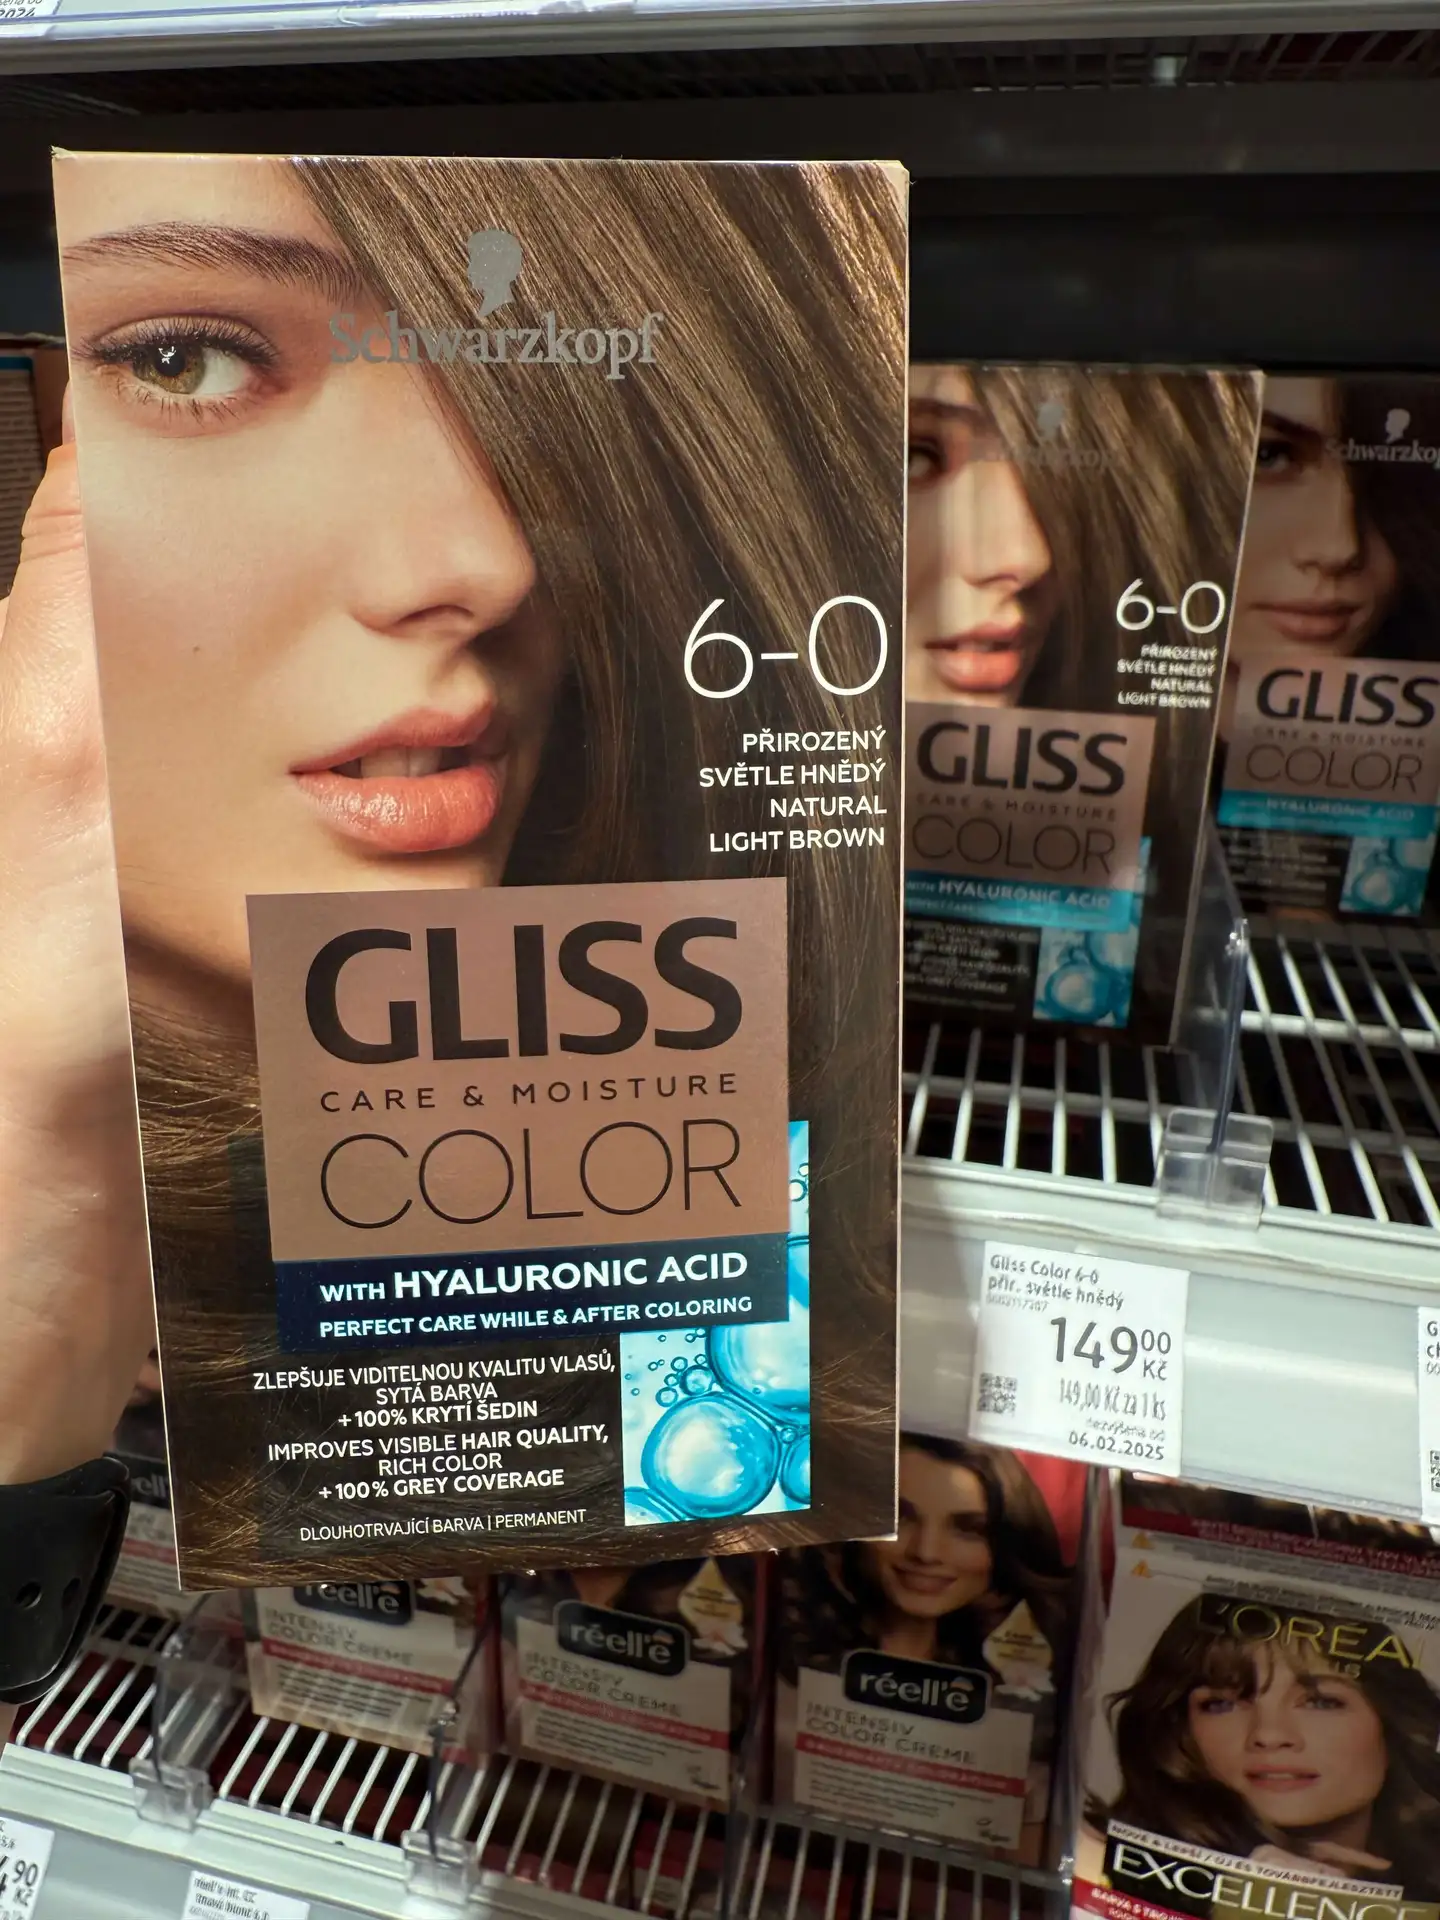 2024
Schwarzkopf
6-0
PŘIROZENÝ
SVĚTLE HNĚDÝ
NATURAL
LIGHT BROWN
GLISS
CARE & MOISTURE
COLOR
WITH HYALURONIC ACID
PERFECT CARE WHILE & AFTER COLORING
ZLEPŠUJE VIDITELNOU KVALITU VLASŮ,
SYTÁ BARVA
+100% KRYTÍ ŠEDIN
IMPROVES VISIBLE HAIR QUALITY,
RICH COLOR
+100% GREY COVERAGE
DLOUHOTRVAJÍCÍ BARVA | PERMANENT
6-0
PŘIROZENÝ
SVĚTLE HNĚDÝ
NATURAL
LIGHT BROWN
GLISS
CARE & MOISTURE
COLOR
WITH HYALURONIC ACID
Schwarzkopf
GLISS
CARE & MOISTURE
COLOR
WITH HYALURONIC ACID
Gliss Color 6-0
přir. světle hnědý
149 00
Kč
149,00 Kč za 1 ks
06.02.2025
réell'e
INTENSIV
COLOR CREME
réell'e
INTENSIV
COLOR CREME
réell'e
INTENSIV
COLOR CREME
L'ORÉAL
EXCELLENCE
90
Kč